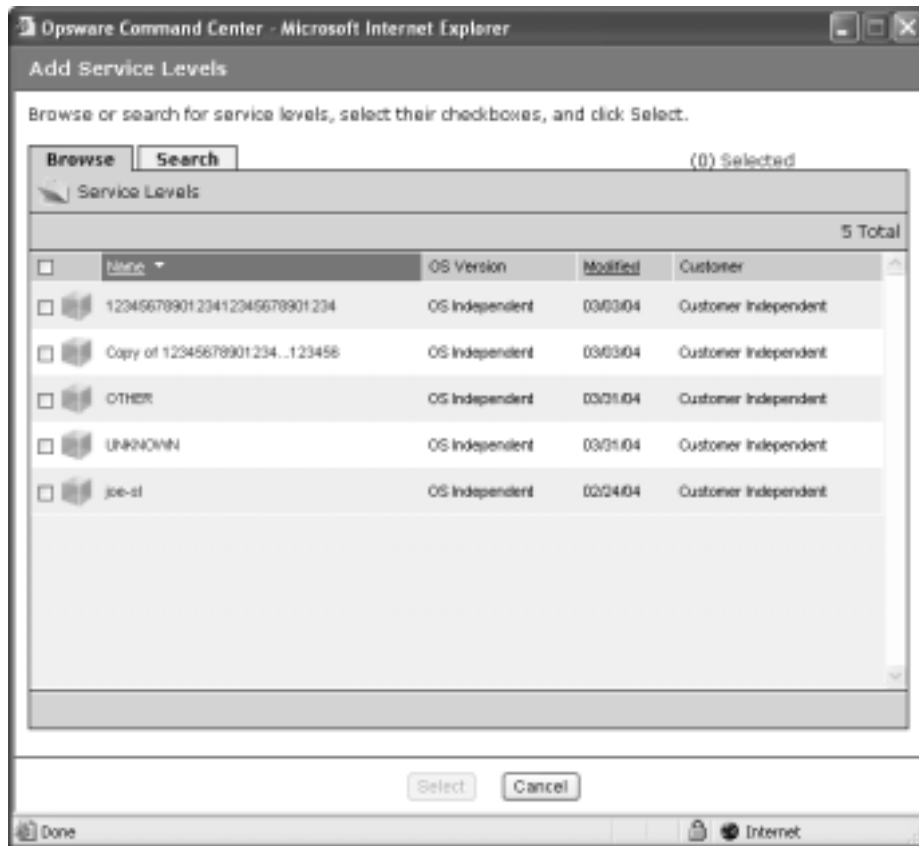 Opsware Command Center - Microsoft Internet Explorer
Add Service Levels
Browse or search for service levels, select their checkboxes, and click Select.
Browse Search (0) Selected
Service Levels
5 Total
Name OS Version Modified Customer
1234567890123412345678901234 OS Independent 03/03/04 Customer Independent
Copy of 12345678901234...123456 OS Independent 03/03/04 Customer Independent
OTHER OS Independent 03/31/04 Customer Independent
UNKNOWN OS Independent 03/31/04 Customer Independent
joe-sl OS Independent 02/24/04 Customer Independent
Select Cancel
Done Internet